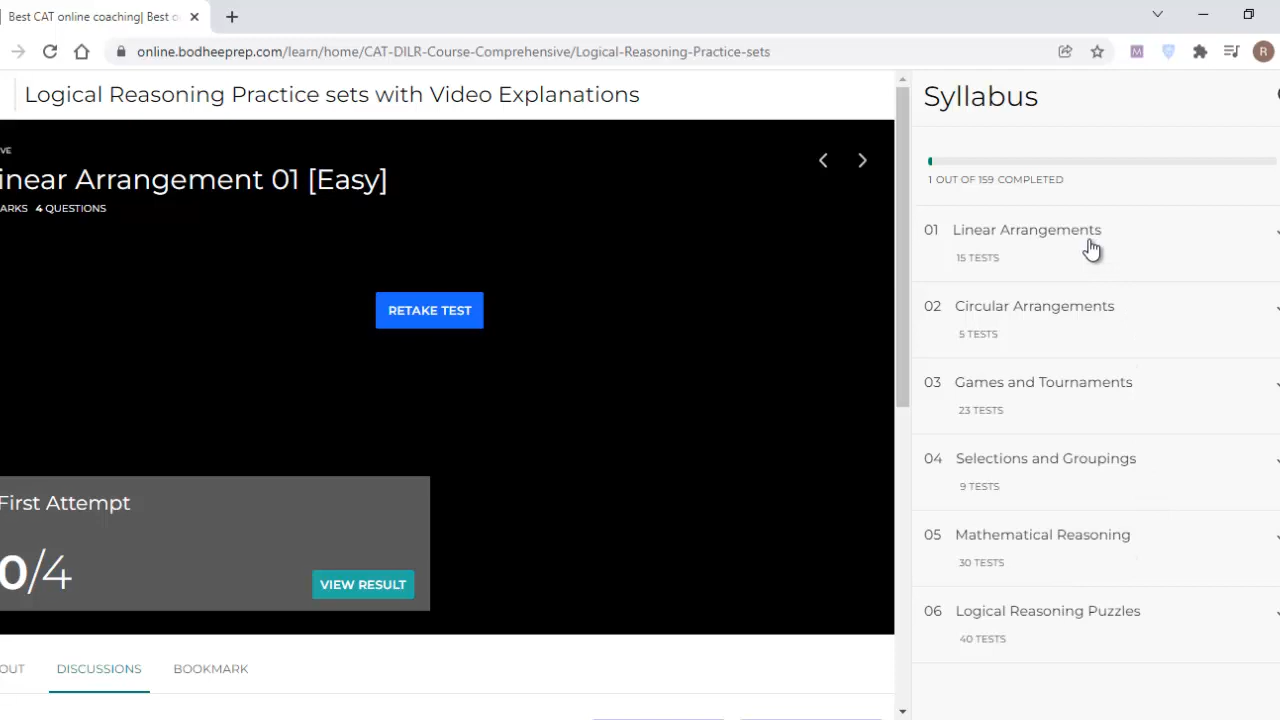 Best CAT online coaching| Best o
online.bodheeprep.com/learn/home/CAT-DILR-Course-Comprehensive/Logical-Reasoning-Practice-sets
M
R
Logical Reasoning Practice sets with Video Explanations
VE
inear Arrangement 01 [Easy]
ARKS 4 QUESTIONS
RETAKE TEST
First Attempt
0/4
VIEW RESULT
OUT DISCUSSIONS BOOKMARK
Syllabus
1 OUT OF 159 COMPLETED
01 Linear Arrangements
15 TESTS
02 Circular Arrangements
5 TESTS
03 Games and Tournaments
23 TESTS
04 Selections and Groupings
9 TESTS
05 Mathematical Reasoning
30 TESTS
06 Logical Reasoning Puzzles
40 TESTS